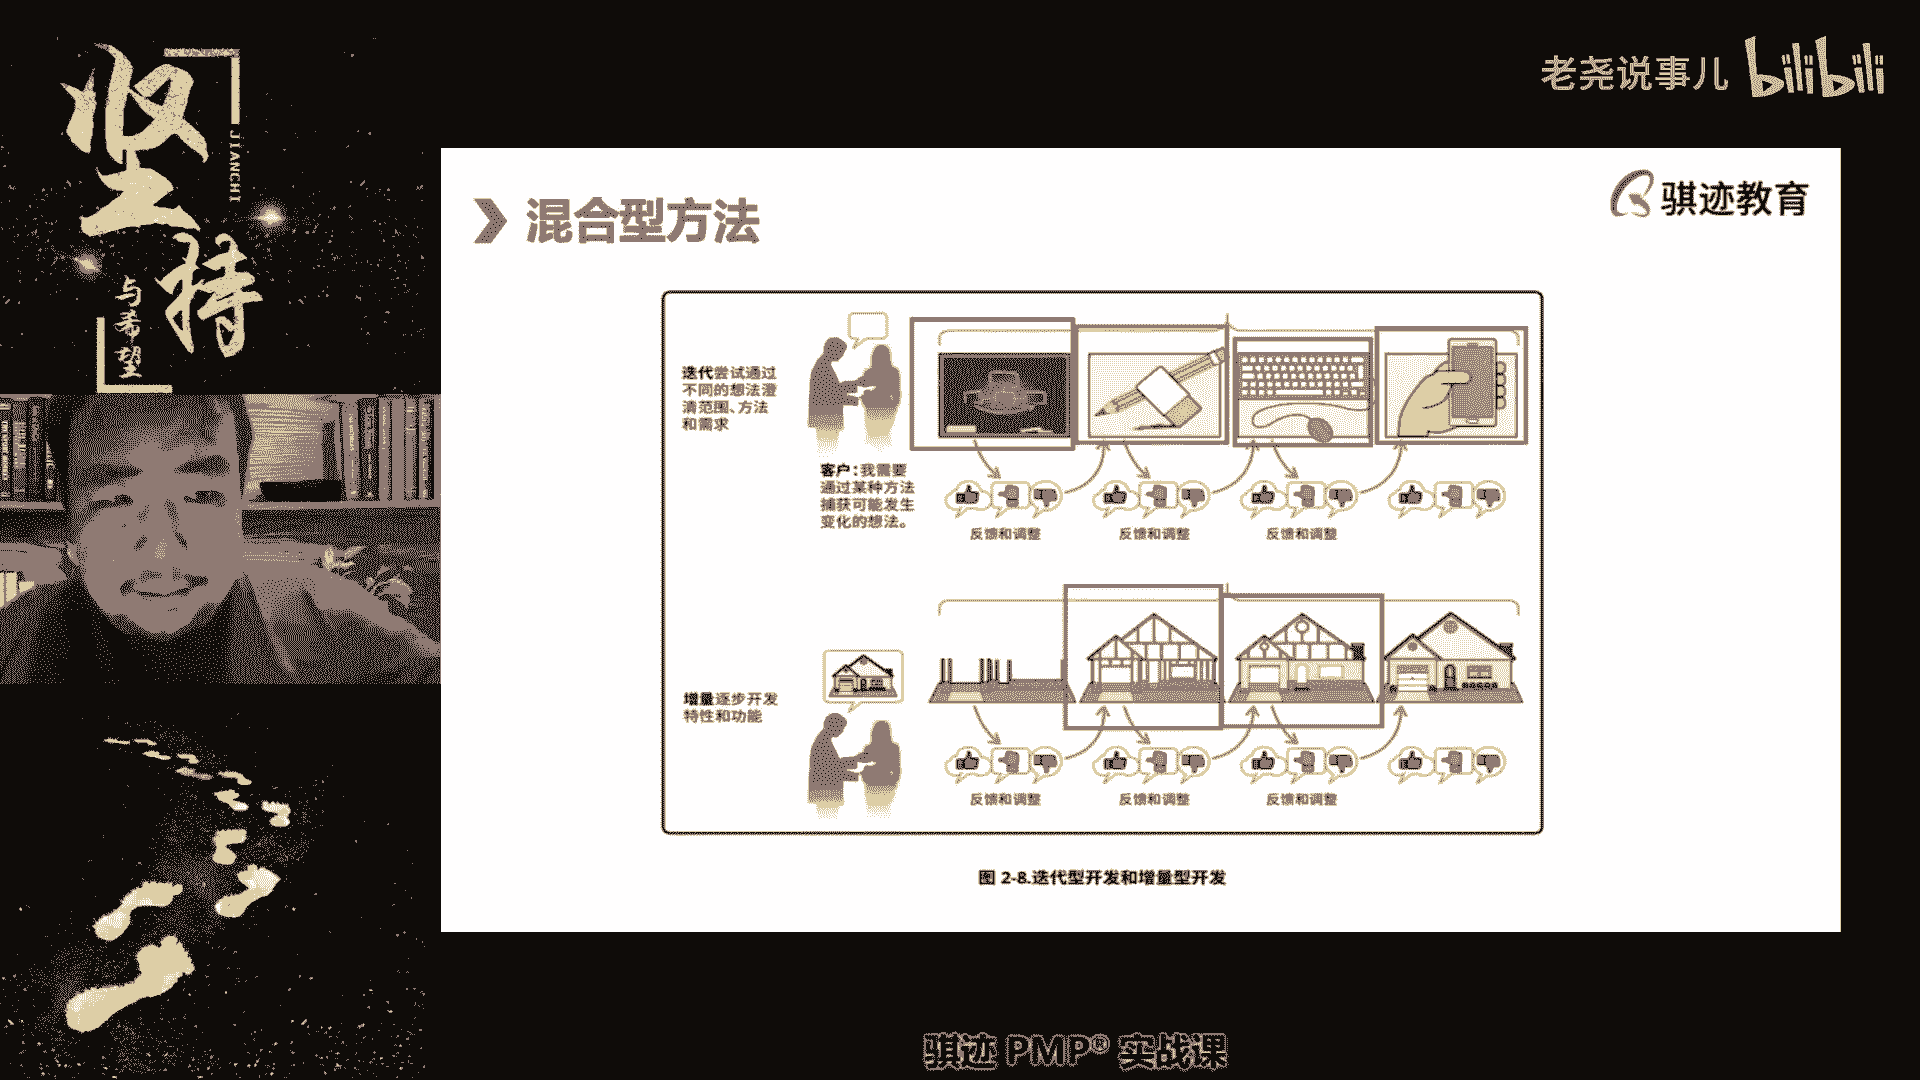 坚持
JIANCHI
与希望
老尧说事儿 bilibili
骐迹教育
混合型方法
迭代尝试通过
不同的想法澄
清范围、方法
和需求
客户：我需要
通过某种方法
捕获可能发生
变化的想法。
反馈和调整
反馈和调整
反馈和调整
增量逐步开发
特性和功能
反馈和调整
反馈和调整
反馈和调整
图 2-8.迭代型开发和增量型开发
骐迹 PMP® 实战课